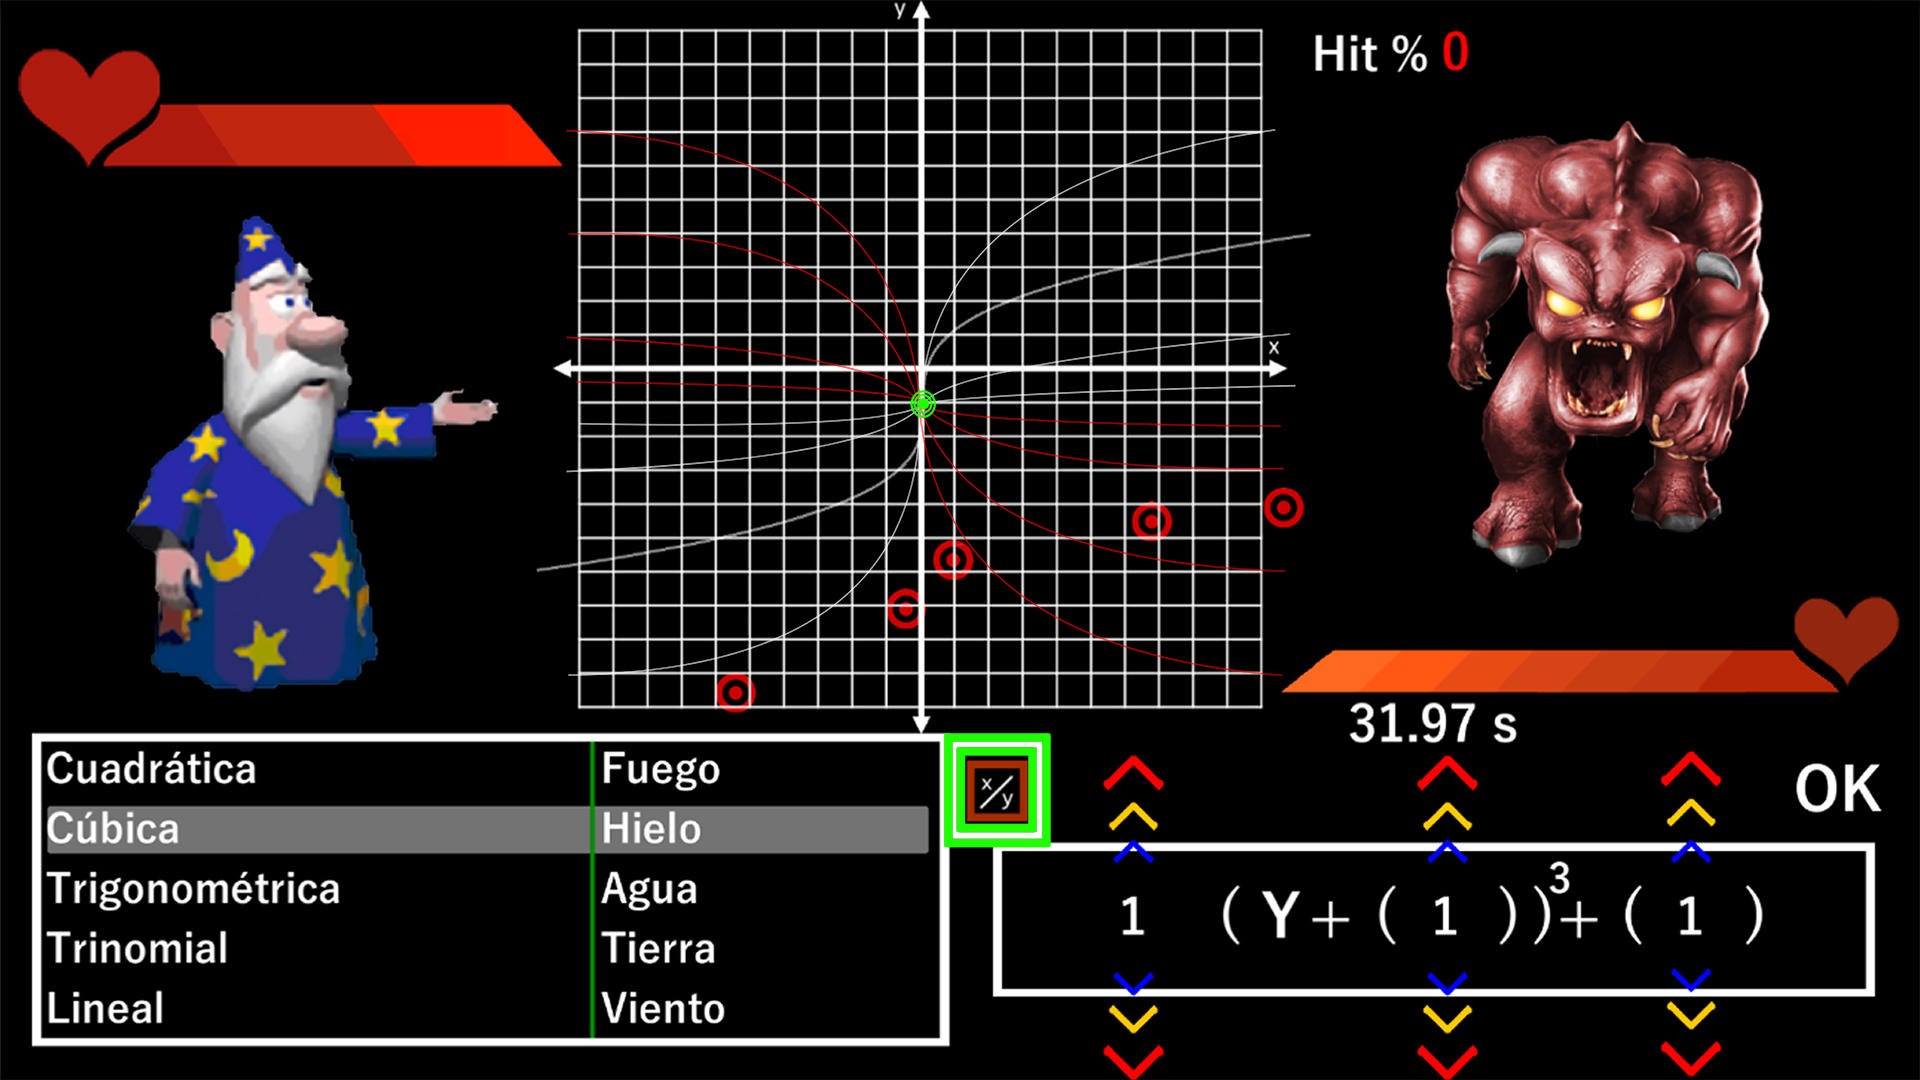 y
Hit % 0
x
31.97 s
Cuadrática Fuego
Cúbica Hielo
Trigonométrica Agua
Trinomial Tierra
Lineal Viento
x/y
OK
1 (Y+(1))³+(1)